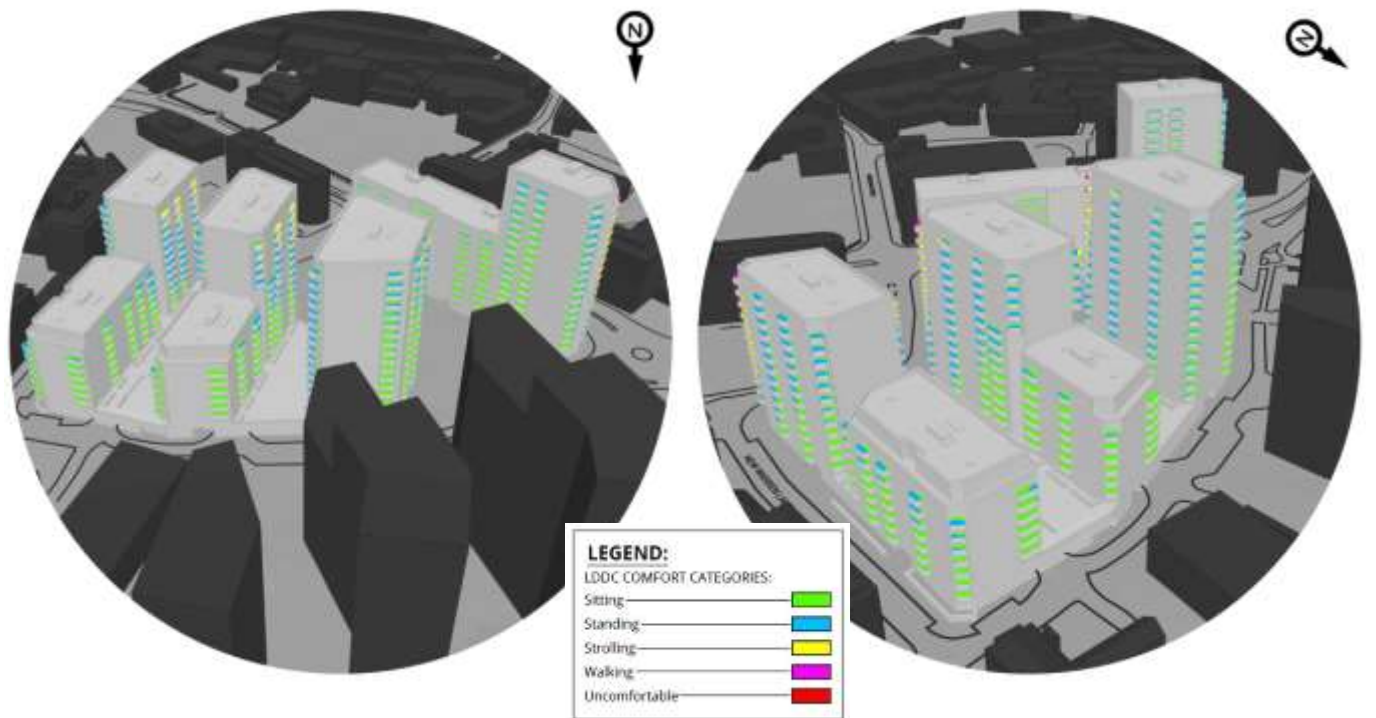 N
N
LEGEND:
LDDC COMFORT CATEGORIES:
Sitting
Standing
Strolling
Walking
Uncomfortable